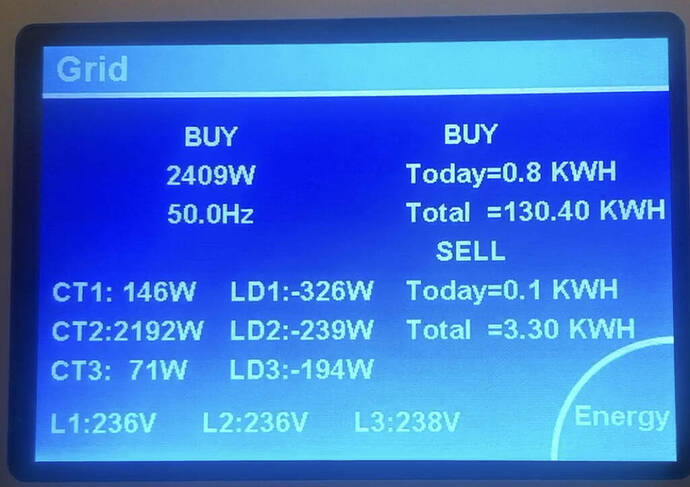 Grid
BUY
2409W
50.0Hz
BUY
Today=0.8 KWH
Total =130.40 KWH
SELL
Today=0.1 KWH
Total =3.30 KWH
CT1: 146W LD1:-326W
CT2:2192W LD2:-239W
CT3: 71W LD3:-194W
L1:236V L2:236V L3:238V
Energy